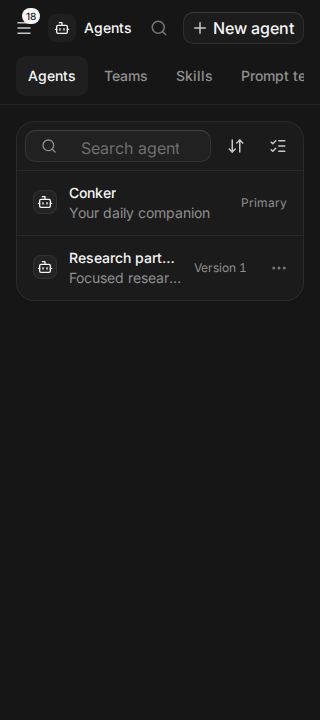 18
Agents
New agent
Agents
Teams
Skills
Prompt te
Search agent
Conker
Your daily companion
Primary
Research part...
Focused resear...
Version 1